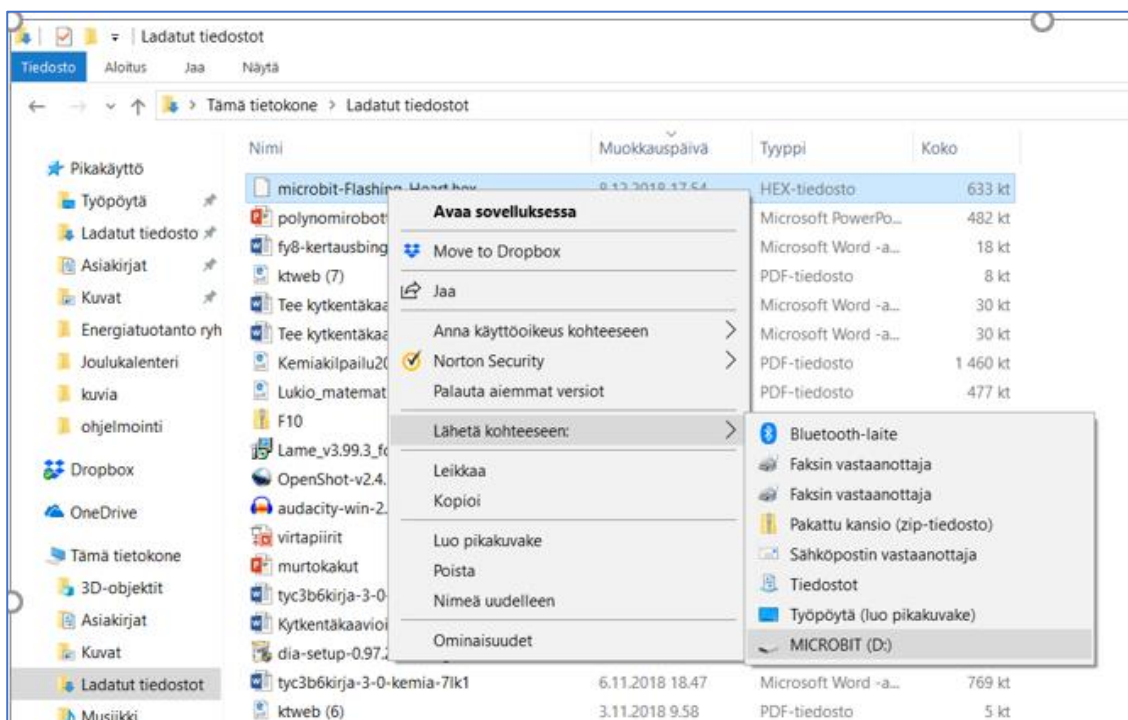 Ladatut tiedostot
Tiedosto Aloitus Jaa Näytä
Tämä tietokone > Ladatut tiedostot
Nimi Muokkauspäivä Tyyppi Koko
Pikakäyttö
Työpöytä
Ladatut tiedosto
Asiakirjat
Kuvat
Energiatuotanto ryh
Joulukalenteri
kuvia
ohjelmointi
Dropbox
OneDrive
Tämä tietokone
3D-objektit
Asiakirjat
Kuvat
Ladatut tiedostot
Musiikki
microbit-Flashing-Heart.hex 8.12.2018 17.54 HEX-tiedosto 633 kt
polynomirobot Microsoft PowerPo... 482 kt
fy8-kertausbing Microsoft Word -a... 18 kt
ktweb (7) PDF-tiedosto 8 kt
Tee kytkentäkaa Microsoft Word -a... 30 kt
Tee kytkentäkaa Microsoft Word -a... 30 kt
Kemiakilpailu20 PDF-tiedosto 1 460 kt
Lukio_matemat PDF-tiedosto 477 kt
F10
Lame_v3.99.3_fo
OpenShot-v2.4.
audacity-win-2.
virtapiirit
murtokakut
tyc3b6kirja-3-0-
Kytkentäkaavioi
dia-setup-0.97.2
tyc3b6kirja-3-0-kemia-7lk1 6.11.2018 18.47 Microsoft Word -a... 769 kt
ktweb (6) 3.11.2018 9.58 PDF-tiedosto 5 kt
Avaa sovelluksessa
Move to Dropbox
Jaa
Anna käyttöoikeus kohteeseen
Norton Security
Palauta aiemmat versiot
Lähetä kohteeseen:
Leikkaa
Kopioi
Luo pikakuvake
Poista
Nimeä uudelleen
Ominaisuudet
Bluetooth-laite
Faksin vastaanottaja
Faksin vastaanottaja
Pakattu kansio (zip-tiedosto)
Sähköpostin vastaanottaja
Tiedostot
Työpöytä (luo pikakuvake)
MICROBIT (D:)